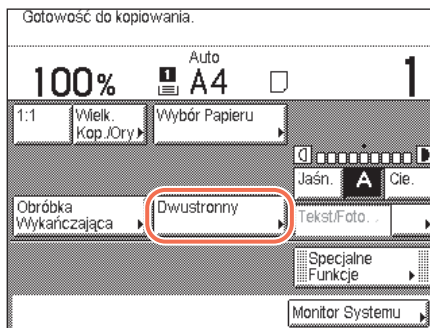 Gotowość do kopiowania.
100%
1
Auto
A4
1
1:1
Wielk.
Kop./Ory
Wybór Papieru
Jaśn.
A
Cie.
Obróbka
Wykańczająca
Dwustronny
Tekst/Foto. .
Specjalne
Funkcje
Monitor Systemu